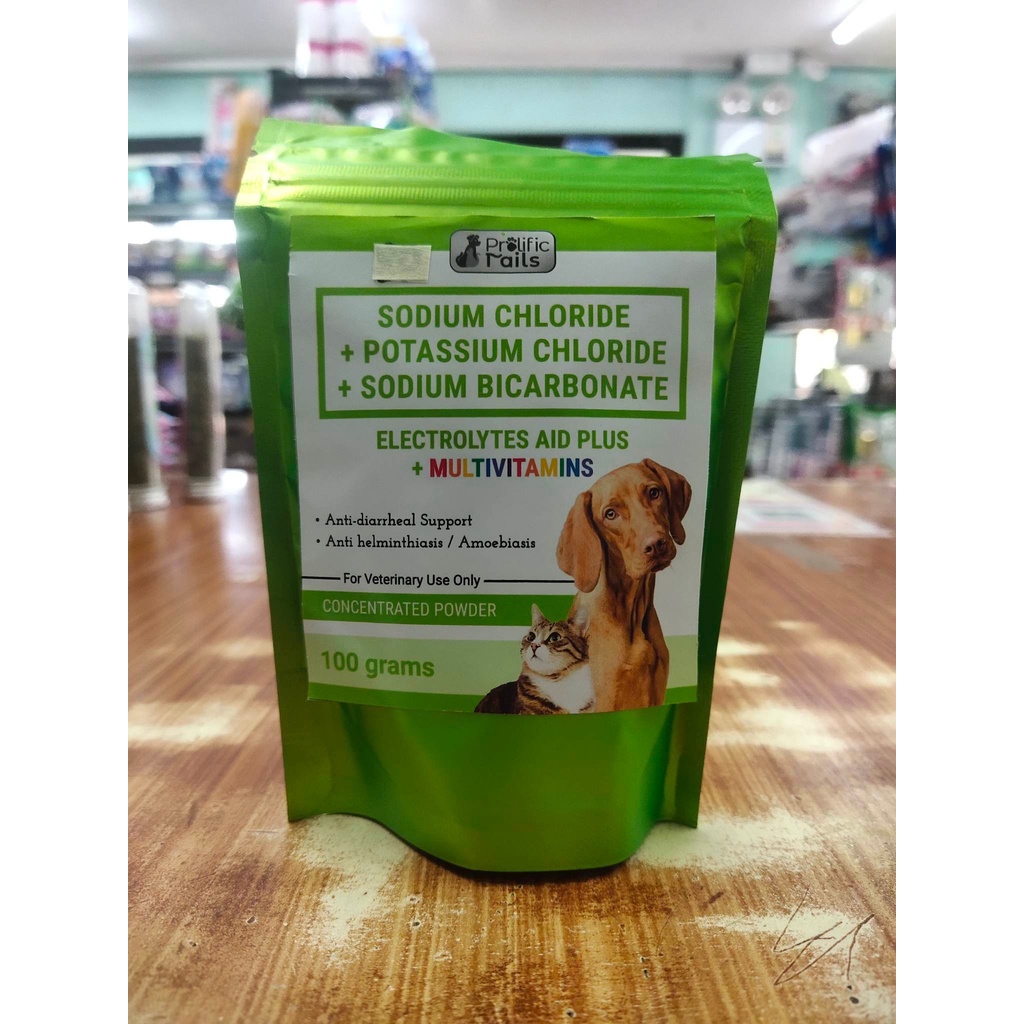 Prolific
Tails
SODIUM CHLORIDE
+ POTASSIUM CHLORIDE
+ SODIUM BICARBONATE
ELECTROLYTES AID PLUS
+ MULTIVITAMINS
• Anti-diarrheal Support
• Anti helminthiasis / Amoebiasis
For Veterinary Use Only
CONCENTRATED POWDER
100 grams